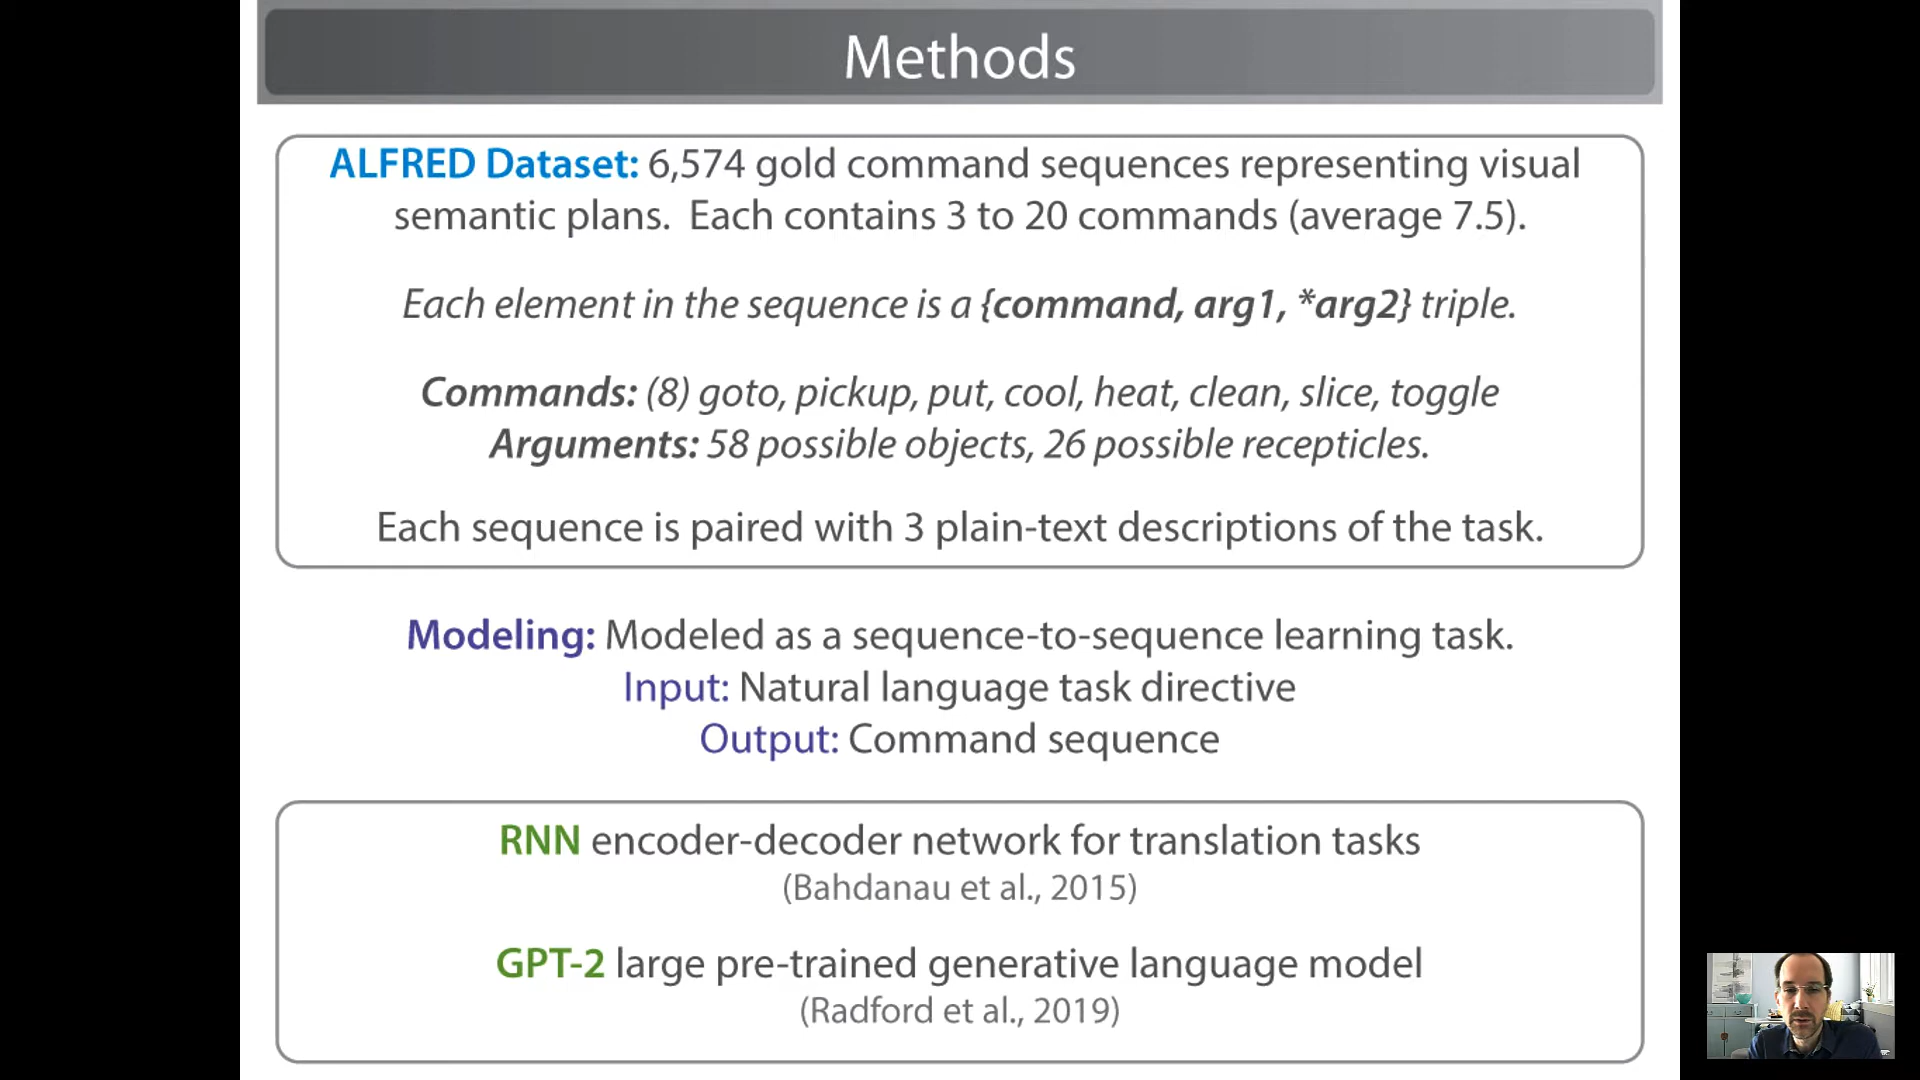 Methods
ALFRED Dataset: 6,574 gold command sequences representing visual
semantic plans. Each contains 3 to 20 commands (average 7.5).
Each element in the sequence is a {command, arg1, *arg2} triple.
Commands: (8) goto, pickup, put, cool, heat, clean, slice, toggle
Arguments: 58 possible objects, 26 possible recepticles.
Each sequence is paired with 3 plain-text descriptions of the task.
Modeling: Modeled as a sequence-to-sequence learning task.
Input: Natural language task directive
Output: Command sequence
RNN encoder-decoder network for translation tasks
(Bahdanau et al., 2015)
GPT-2 large pre-trained generative language model
(Radford et al., 2019)